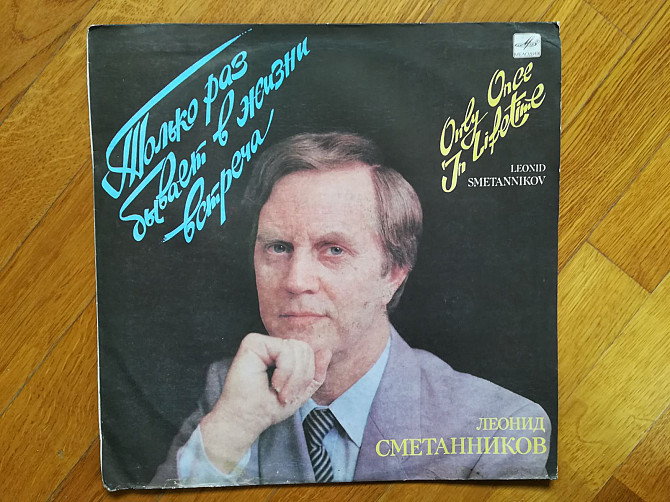 Только раз
бывает в жизни
встреча
Only Once
In Lifetime
LEONID
SMETANNIKOV
ЛЕОНИД
СМЕТАННИКОВ